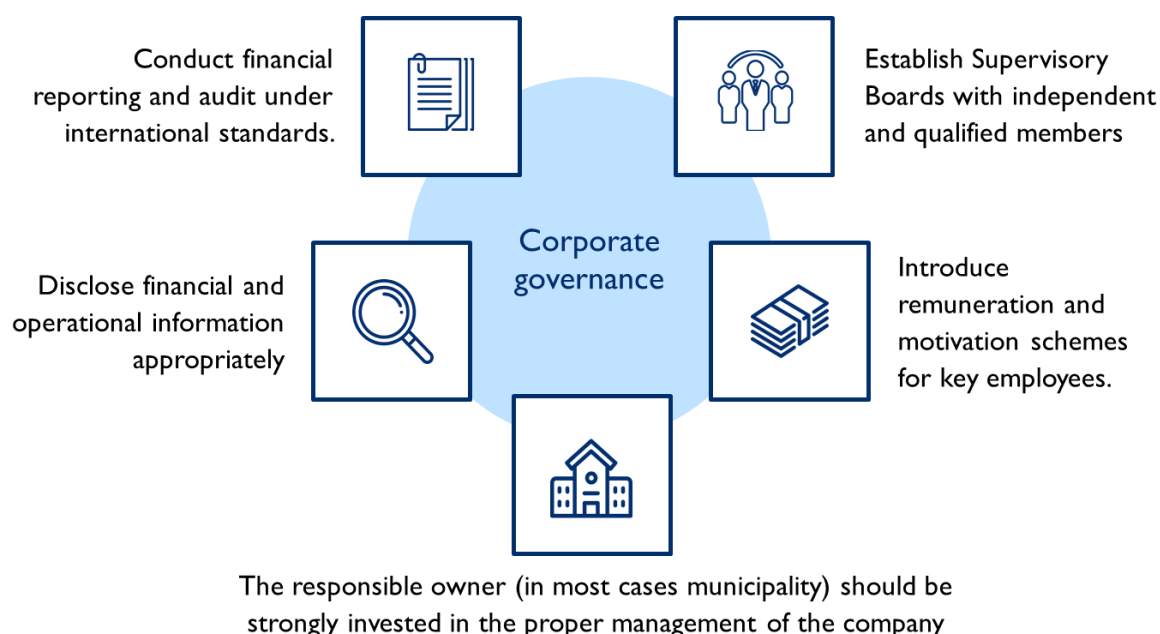 Conduct financial
reporting and audit under
international standards.
Establish Supervisory
Boards with independent
and qualified members
Corporate
governance
Disclose financial and
operational information
appropriately
Introduce
remuneration and
motivation schemes
for key employees.
The responsible owner (in most cases municipality) should be
strongly invested in the proper management of the company